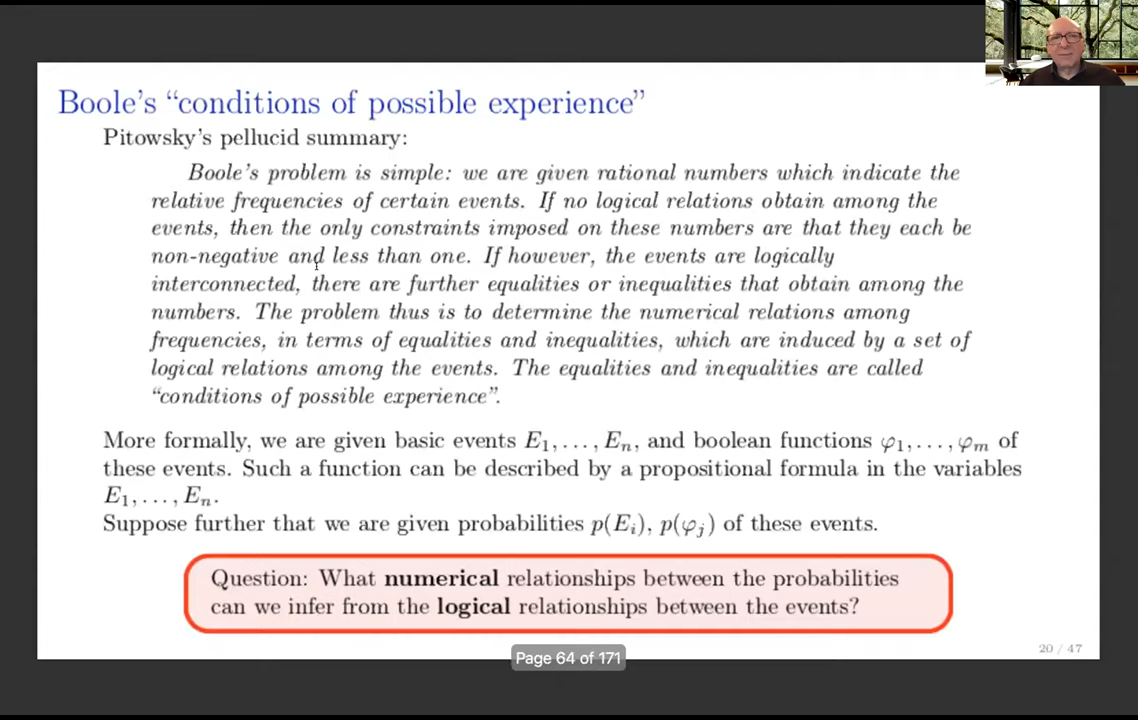 Boole's “conditions of possible experience”
Pitowsky's pellucid summary:
Boole's problem is simple: we are given rational numbers which indicate the
relative frequencies of certain events. If no logical relations obtain among the
events, then the only constraints imposed on these numbers are that they each be
non-negative and less than one. If however, the events are logically
interconnected, there are further equalities or inequalities that obtain among the
numbers. The problem thus is to determine the numerical relations among
frequencies, in terms of equalities and inequalities, which are induced by a set of
logical relations among the events. The equalities and inequalities are called
“conditions of possible experience”.
More formally, we are given basic events E₁, . . . , Eₙ, and boolean functions φ₁, . . . , φₘ of
these events. Such a function can be described by a propositional formula in the variables
E₁, . . . , Eₙ.
Suppose further that we are given probabilities p(Eᵢ), p(φⱼ) of these events.
Question: What numerical relationships between the probabilities
can we infer from the logical relationships between the events?
Page 64 of 171
20 / 47